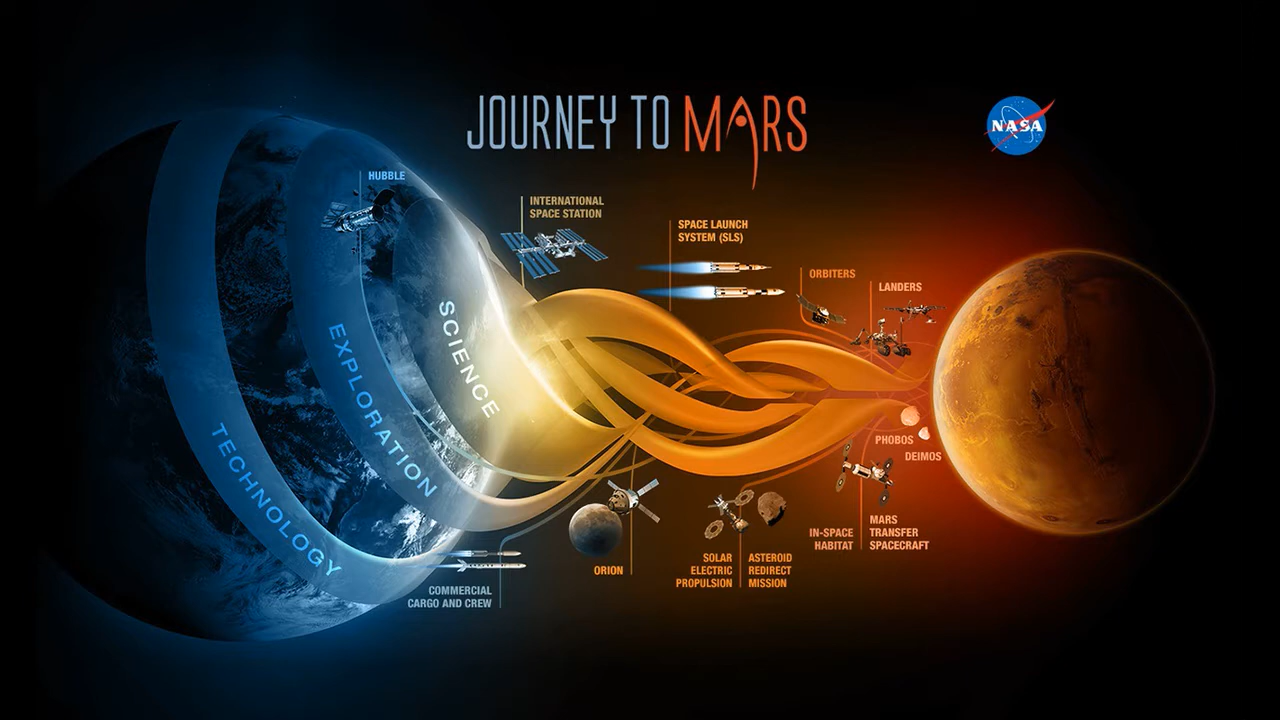 JOURNEY TO MARS
NASA
HUBBLE
INTERNATIONAL
SPACE STATION
SPACE LAUNCH
SYSTEM (SLS)
ORBITERS
LANDERS
SCIENCE
EXPLORATION
TECHNOLOGY
PHOBOS
DEIMOS
COMMERCIAL
CARGO AND CREW
ORION
SOLAR
ELECTRIC
PROPULSION
ASTEROID
REDIRECT
MISSION
IN-SPACE
HABITAT
MARS
TRANSFER
SPACECRAFT